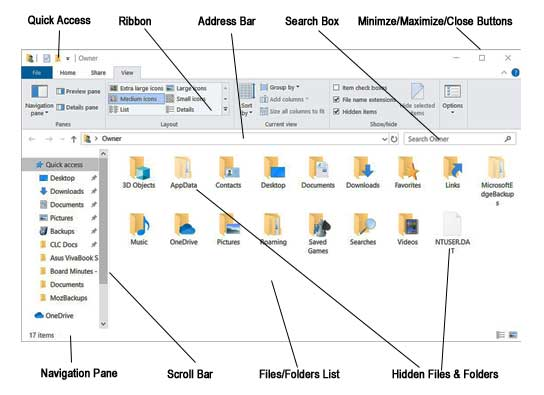 Quick Access Ribbon Address Bar Search Box Minimze/Maximize/Close Buttons
Owner
File Home Share View
Navigation pane Preview pane Details pane
Extra large icons Large icons
Medium icons Small icons
List Details
Sort by
Group by
Add columns
Size all columns to fit
Item check boxes
File name extensions
Hidden items
Hide selected items
Options
Panes Layout Current view Show/hide
Owner Search Owner
Quick access
Desktop
Downloads
Documents
Pictures
Backups
CLC Docs
Asus VivaBook S
Board Minutes -
Documents
MozBackups
OneDrive
3D Objects AppData Contacts Desktop Documents Downloads Favorites Links MicrosoftEdgeBackups
Music OneDrive Pictures Roaming Saved Games Searches Videos NTUSER.DAT
17 items
Navigation Pane Scroll Bar Files/Folders List Hidden Files & Folders